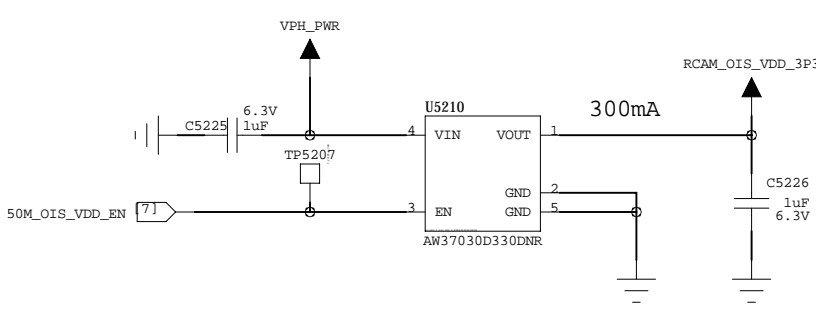 VPH_PWR
RCAM_OIS_VDD_3P3
U5210
300mA
6.3V
C5225 1uF
4 VIN VOUT 1
TP5207
GND 2
C5226
1uF
6.3V
50M_OIS_VDD_EN [7] 3 EN GND 5
AW37030D330DNR